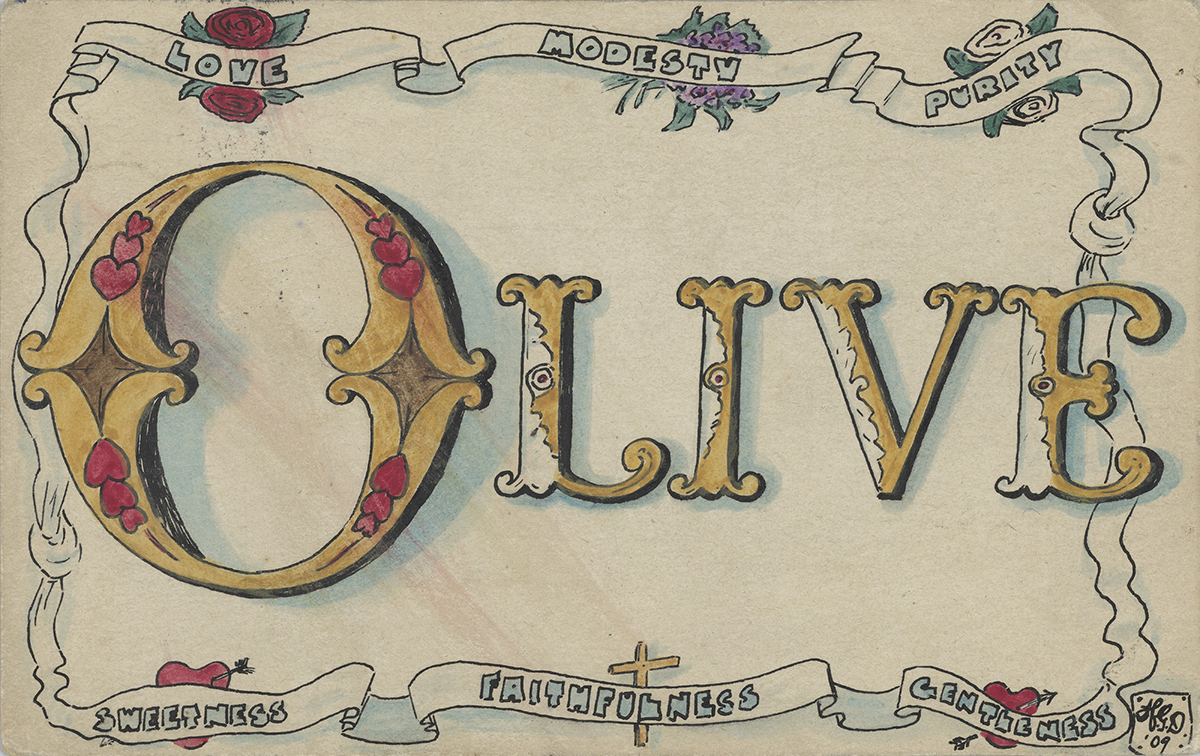 LOVE
MODESTY
PURITY
OLIVE
SWEETNESS
FAITHFULNESS
GENTLENESS
'09